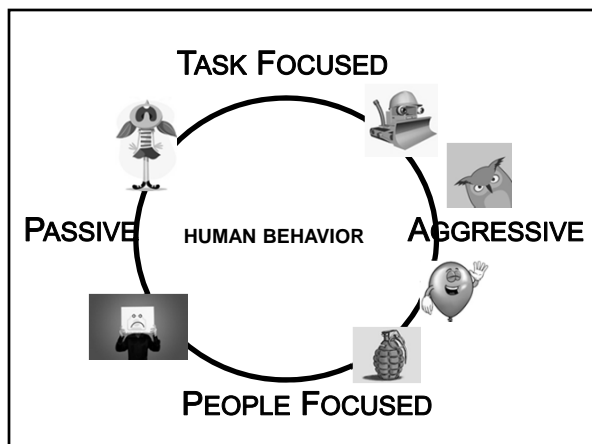 TASK FOCUSED
PASSIVE
HUMAN BEHAVIOR
AGGRESSIVE
PEOPLE FOCUSED